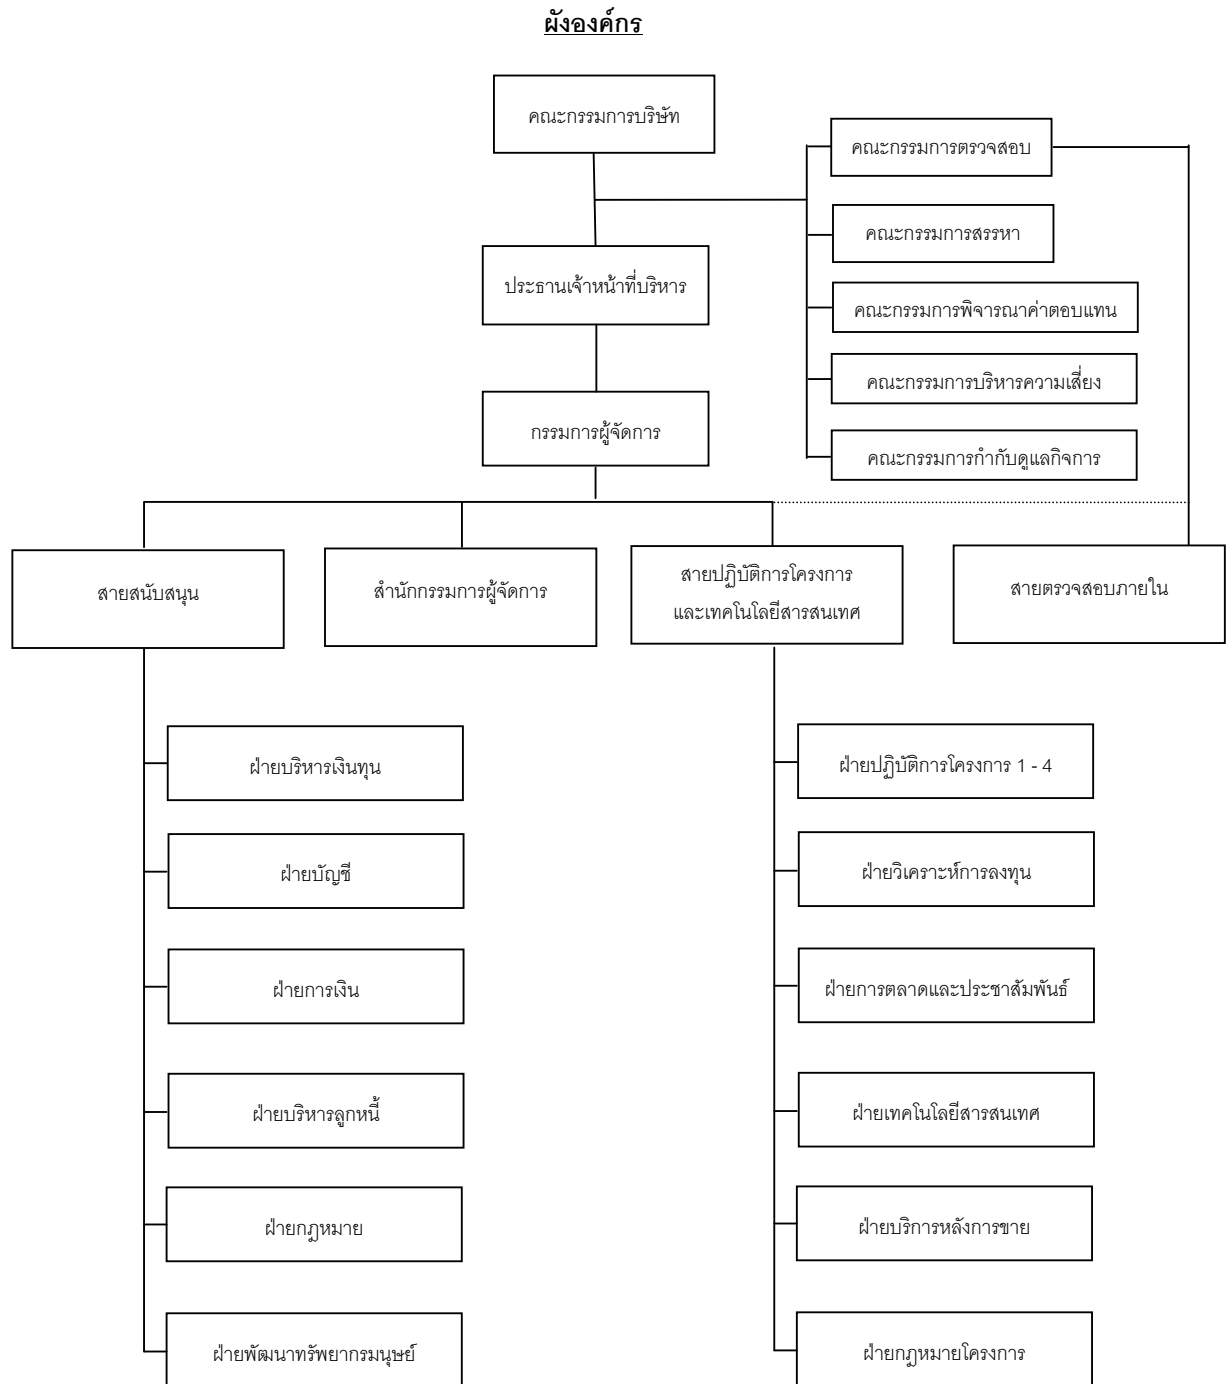 ผังองค์กร
คณะกรรมการบริษัท
คณะกรรมการตรวจสอบ
คณะกรรมการสรรหา
ประธานเจ้าหน้าที่บริหาร
คณะกรรมการพิจารณาค่าตอบแทน
คณะกรรมการบริหารความเสี่ยง
กรรมการผู้จัดการ
คณะกรรมการกำกับดูแลกิจการ
สายสนับสนุน
สำนักกรรมการผู้จัดการ
สายปฏิบัติการโครงการ
และเทคโนโลยีสารสนเทศ
สายตรวจสอบภายใน
ฝ่ายบริหารเงินทุน
ฝ่ายปฏิบัติการโครงการ 1 - 4
ฝ่ายบัญชี
ฝ่ายวิเคราะห์การลงทุน
ฝ่ายการเงิน
ฝ่ายการตลาดและประชาสัมพันธ์
ฝ่ายบริหารลูกหนี้
ฝ่ายเทคโนโลยีสารสนเทศ
ฝ่ายกฎหมาย
ฝ่ายบริการหลังการขาย
ฝ่ายพัฒนาทรัพยากรมนุษย์
ฝ่ายกฎหมายโครงการ